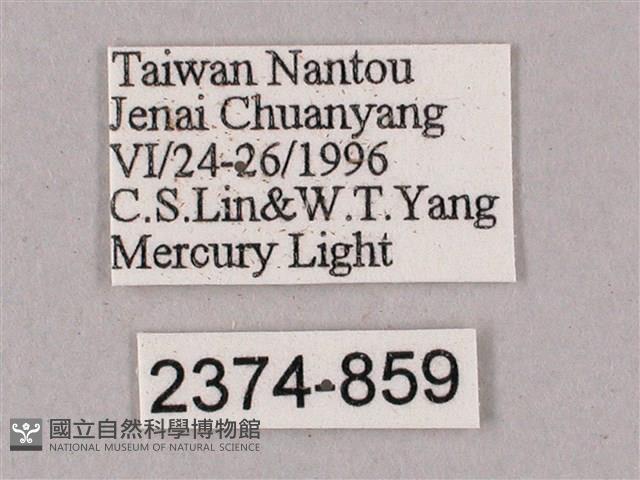 Taiwan Nantou
Jenai Chuanyang
VI/24-26/1996
C.S.Lin&W.T.Yang
Mercury Light
2374-859
國立自然科學博物館
NATIONAL MUSEUM OF NATURAL SCIENCE